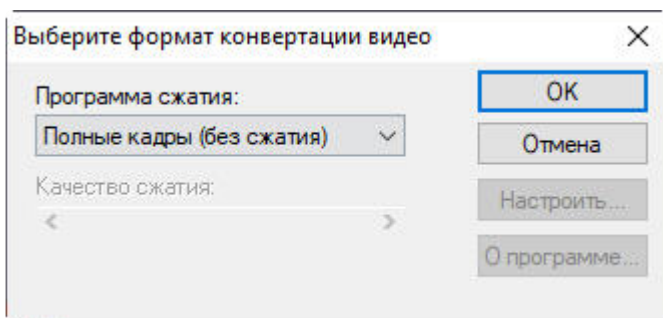 Выберите формат конвертации видео
Программа сжатия:
Полные кадры (без сжатия)
Качество сжатия:
OK
Отмена
Настроить...
О программе...